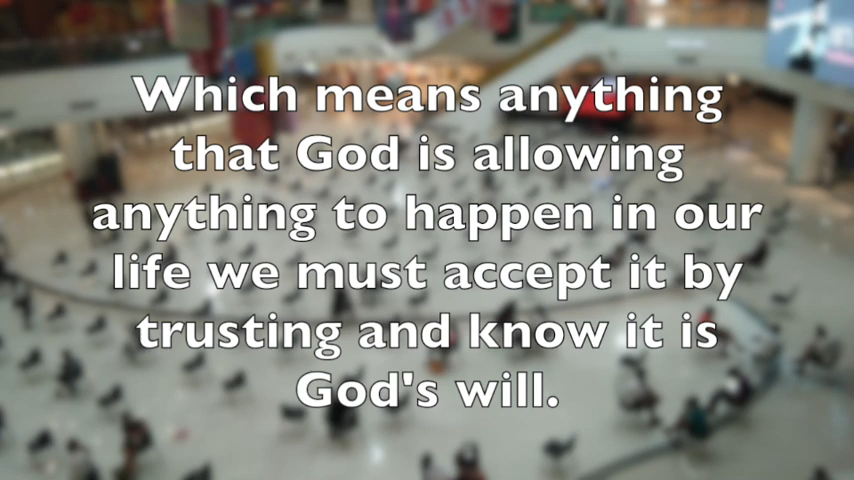 Which means anything
that God is allowing
anything to happen in our
life we must accept it by
trusting and know it is
God's will.